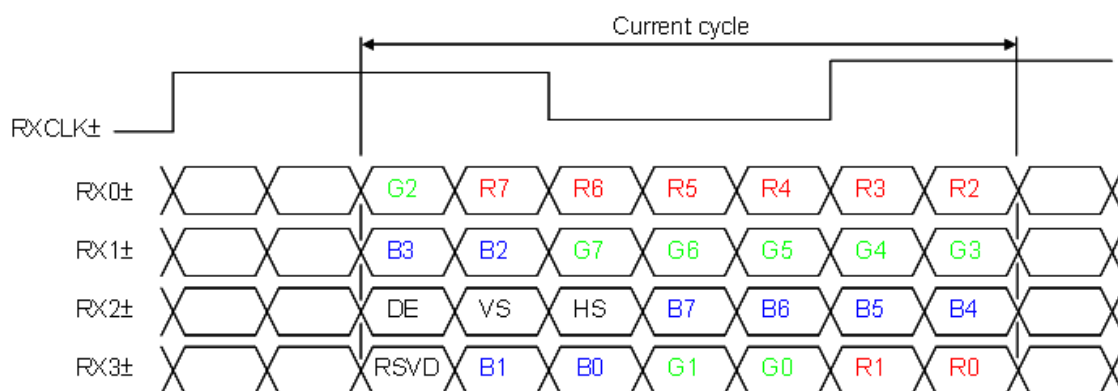 Current cycle
RXCLK±
RX0± G2 R7 R6 R5 R4 R3 R2
RX1± B3 B2 G7 G6 G5 G4 G3
RX2± DE VS HS B7 B6 B5 B4
RX3± RSVD B1 B0 G1 G0 R1 R0